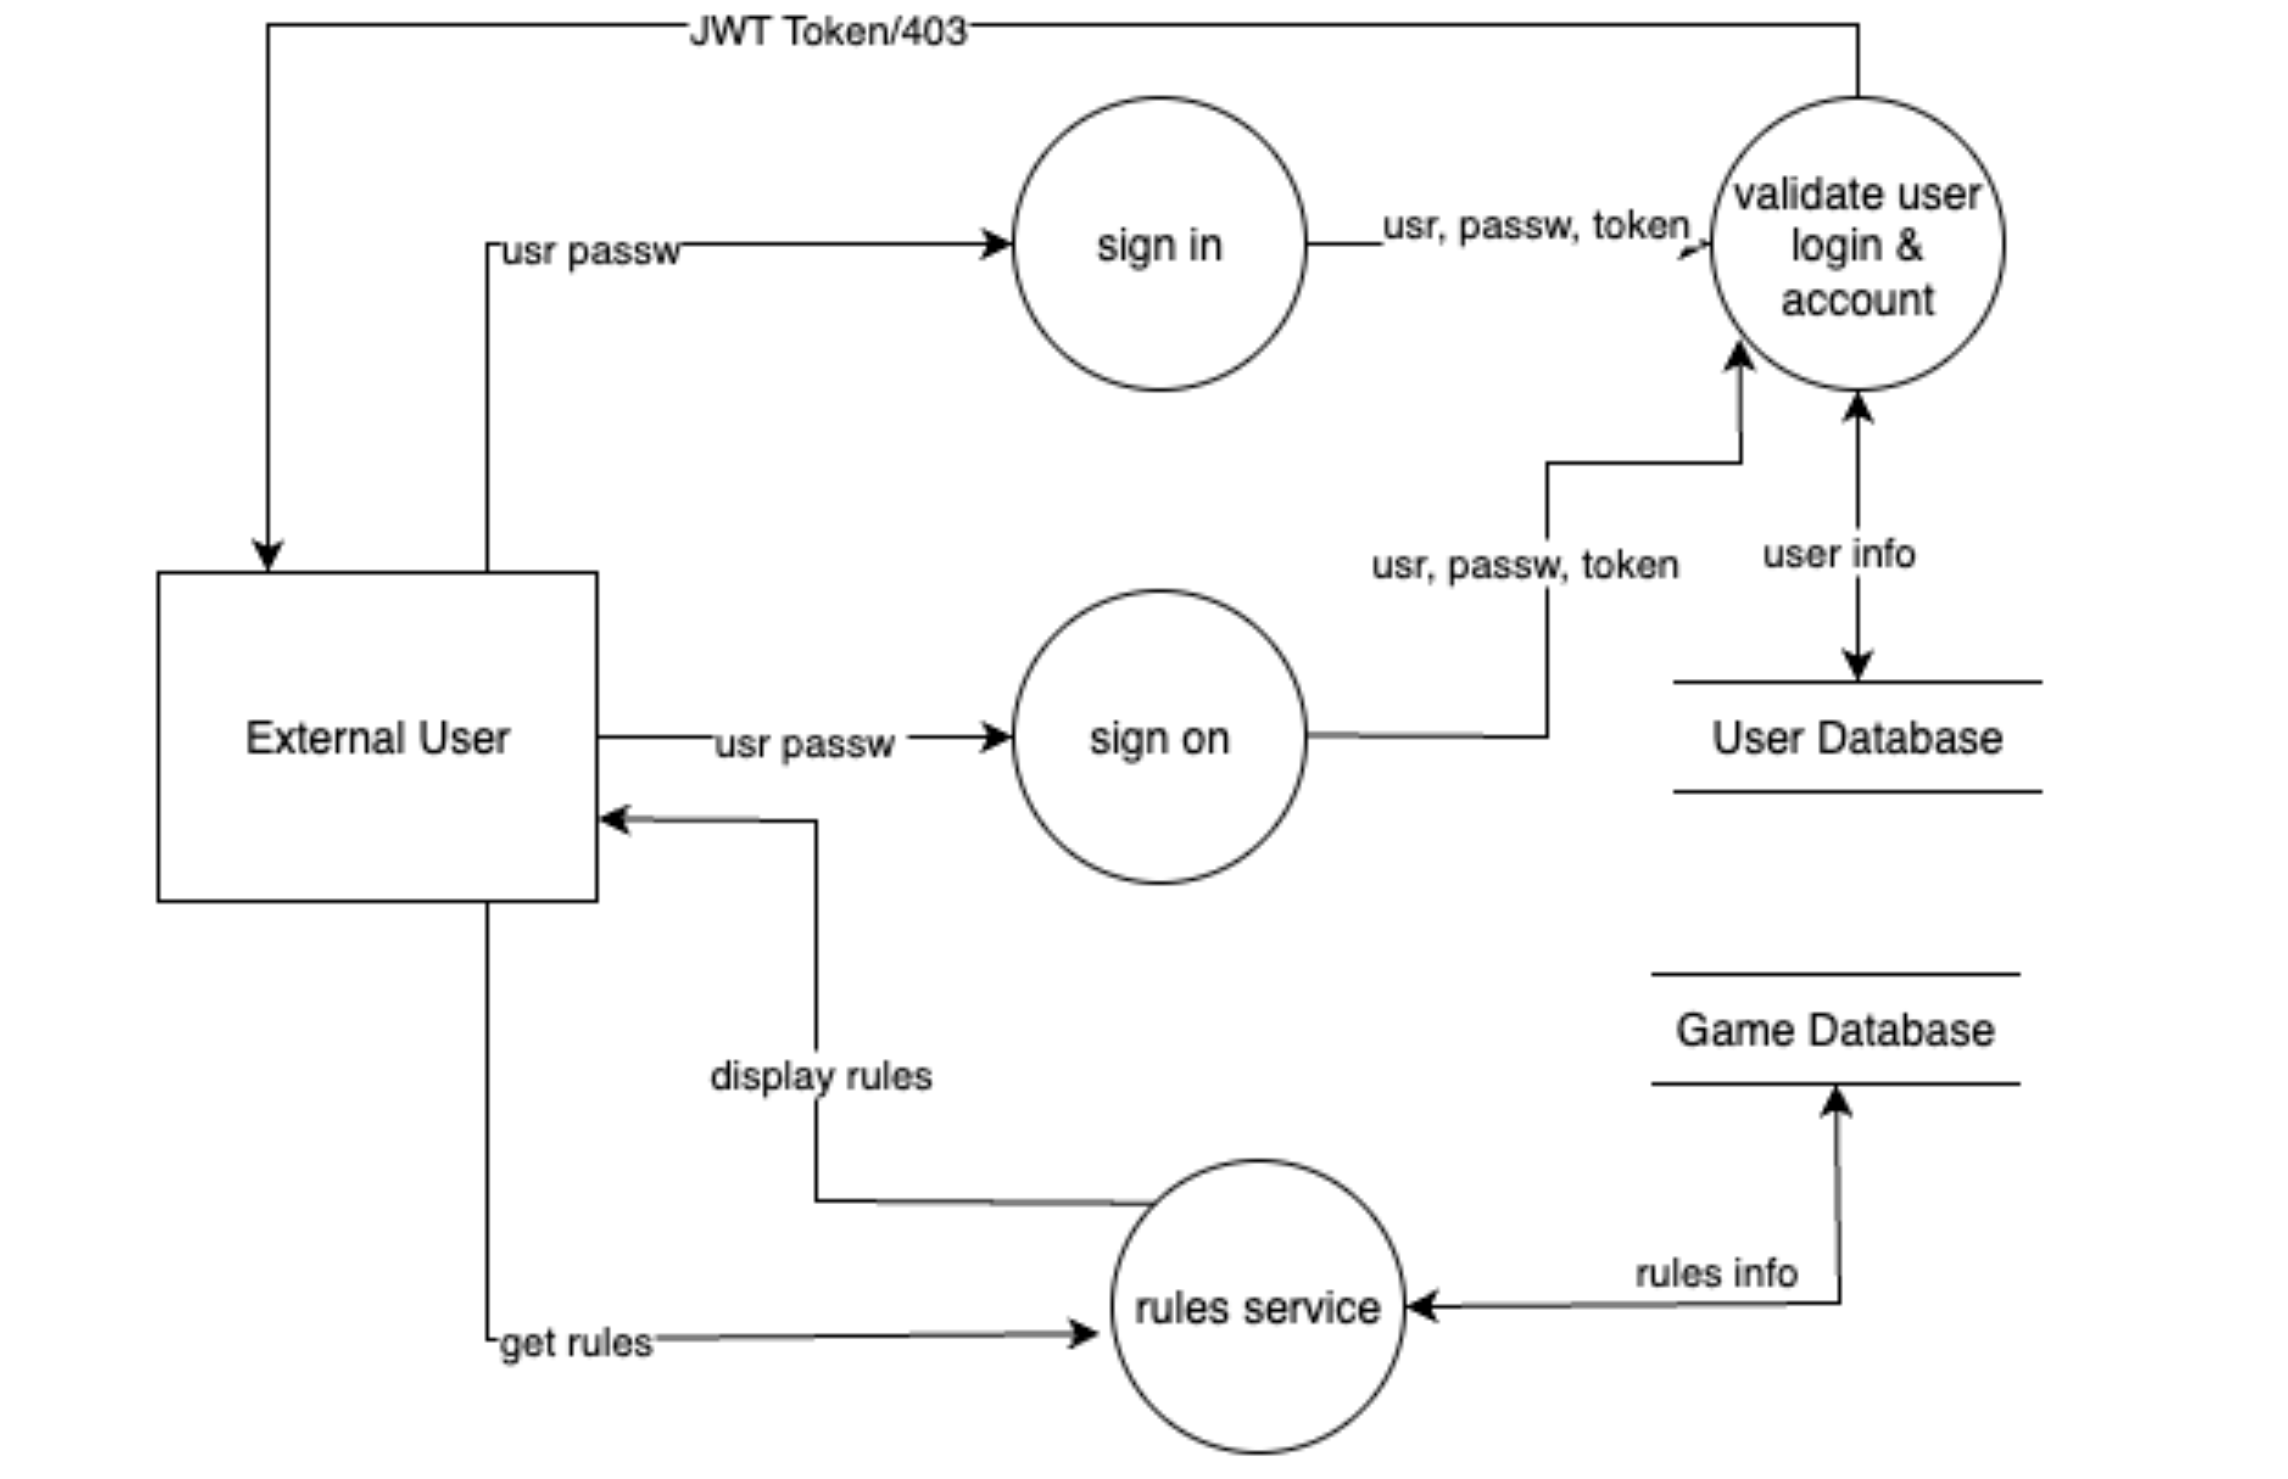 JWT Token/403
usr passw
sign in
usr, passw, token
validate user
login &
account
usr, passw, token
user info
External User
usr passw
sign on
User Database
Game Database
display rules
rules info
rules service
get rules